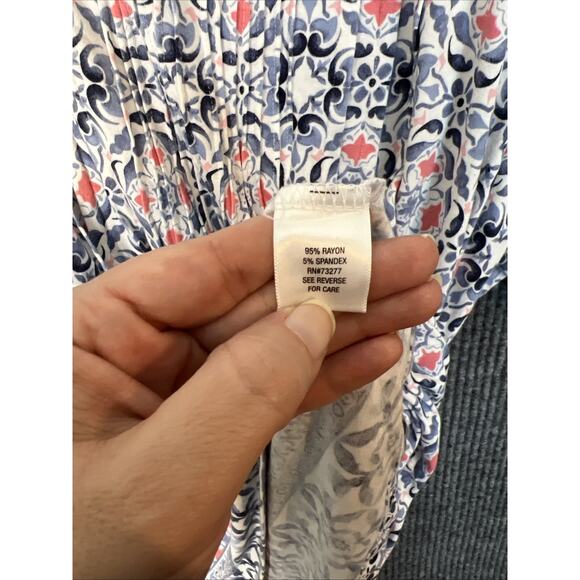 95% RAYON
5% SPANDEX
RN#73277
SEE REVERSE
FOR CARE